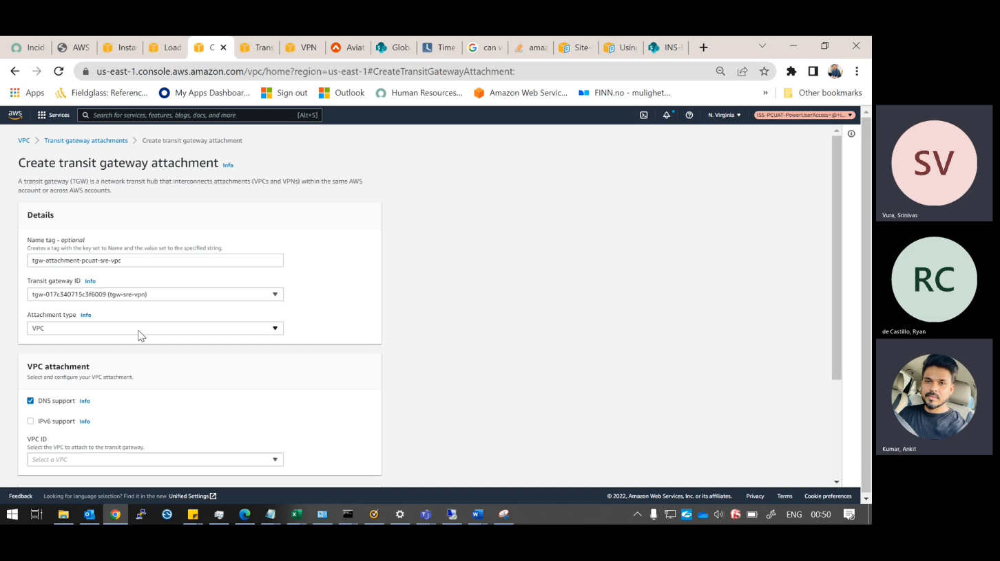 Incid
AWS
Insta
Load
C
Trans
VPN
Aviat
Glob
Time
can v
amaz
Site-
Using
INS-I
us-east-1.console.aws.amazon.com/vpc/home?region=us-east-1#CreateTransitGatewayAttachment:
Apps
Fieldglass: Referenc...
My Apps Dashboar...
Sign out
Outlook
Human Resources...
Amazon Web Servic...
FINN.no - mulighet...
»
Other bookmarks
aws
Services
Search for services, features, blogs, docs, and more
[Alt+S]
N. Virginia
ISS-PCUAT-PowerUserAccess+@+i...
VPC > Transit gateway attachments > Create transit gateway attachment
Create transit gateway attachment Info
A transit gateway (TGW) is a network transit hub that interconnects attachments (VPCs and VPNs) within the same AWS
account or across AWS accounts.
Details
Name tag - optional
Creates a tag with the key set to Name and the value set to the specified string.
tgw-attachment-pcuat-sre-vpc
Transit gateway ID Info
tgw-017c340715c3f6009 (tgw-sre-vpn)
Attachment type Info
VPC
VPC attachment
Select and configure your VPC attachment.
DNS support Info
IPv6 support Info
VPC ID
Select the VPC to attach to the transit gateway.
Select a VPC
Feedback
Looking for language selection? Find it in the new Unified Settings
© 2022, Amazon Web Services, Inc. or its affiliates.
Privacy
Terms
Cookie preferences
ENG
00:50
SV
Vura, Srinivas
RC
de Castillo, Ryan
Kumar, Ankit